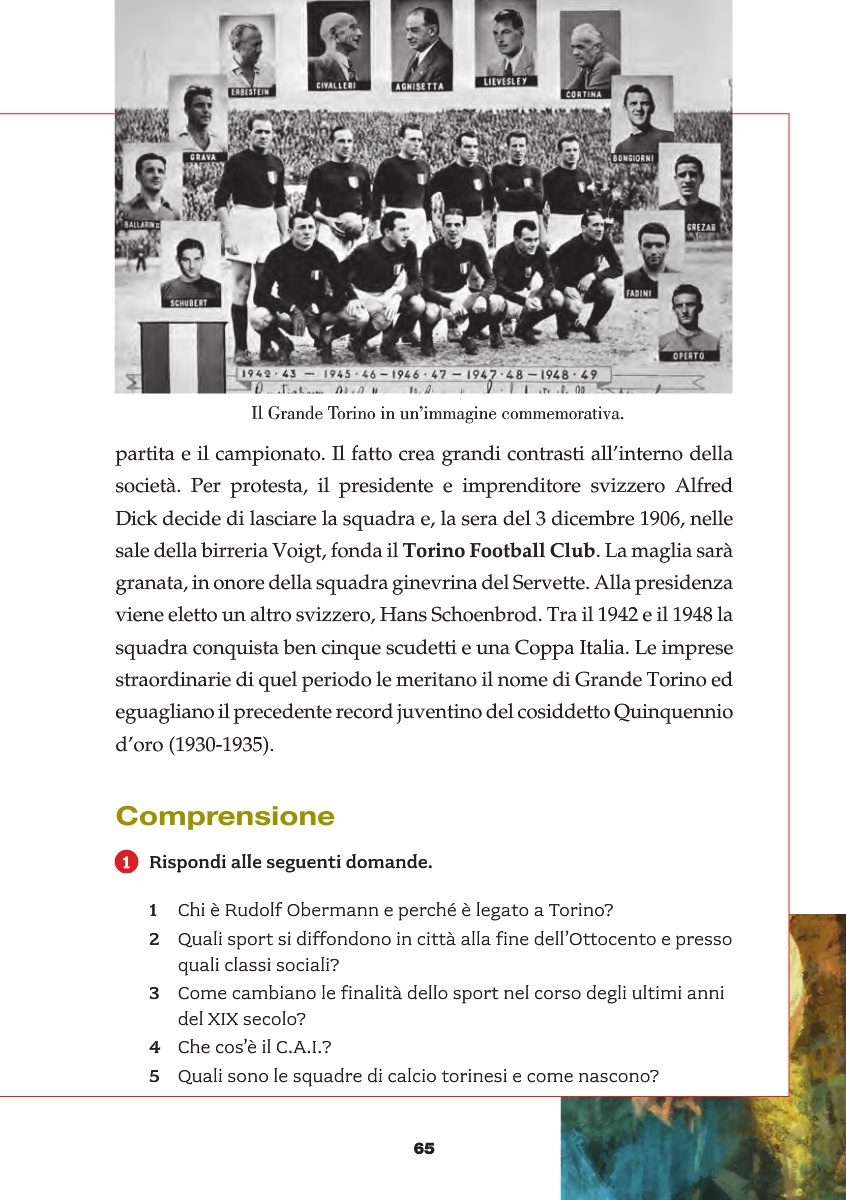 ERBESTEIN
CIVALLERI
AGNISETTA
LIEVESLEY
CORTINA
GRAVA
BONGIORNI
BALLARIN II
GREZAR
SCHUBERT
FADINI
OPERTO
1942-43 — 1945-46 — 1946-47 — 1947-48 — 1948-49
Il Grande Torino in un'immagine commemorativa.
partita e il campionato. Il fatto crea grandi contrasti all'interno della
società. Per protesta, il presidente e imprenditore svizzero Alfred
Dick decide di lasciare la squadra e, la sera del 3 dicembre 1906, nelle
sale della birreria Voigt, fonda il Torino Football Club. La maglia sarà
granata, in onore della squadra ginevrina del Servette. Alla presidenza
viene eletto un altro svizzero, Hans Schoenbrod. Tra il 1942 e il 1948 la
squadra conquista ben cinque scudetti e una Coppa Italia. Le imprese
straordinarie di quel periodo le meritano il nome di Grande Torino ed
eguagliano il precedente record juventino del cosiddetto Quinquennio
d'oro (1930-1935).
Comprensione
1 Rispondi alle seguenti domande.
1 Chi è Rudolf Obermann e perché è legato a Torino?
2 Quali sport si diffondono in città alla fine dell'Ottocento e presso
quali classi sociali?
3 Come cambiano le finalità dello sport nel corso degli ultimi anni
del XIX secolo?
4 Che cos'è il C.A.I.?
5 Quali sono le squadre di calcio torinesi e come nascono?
65